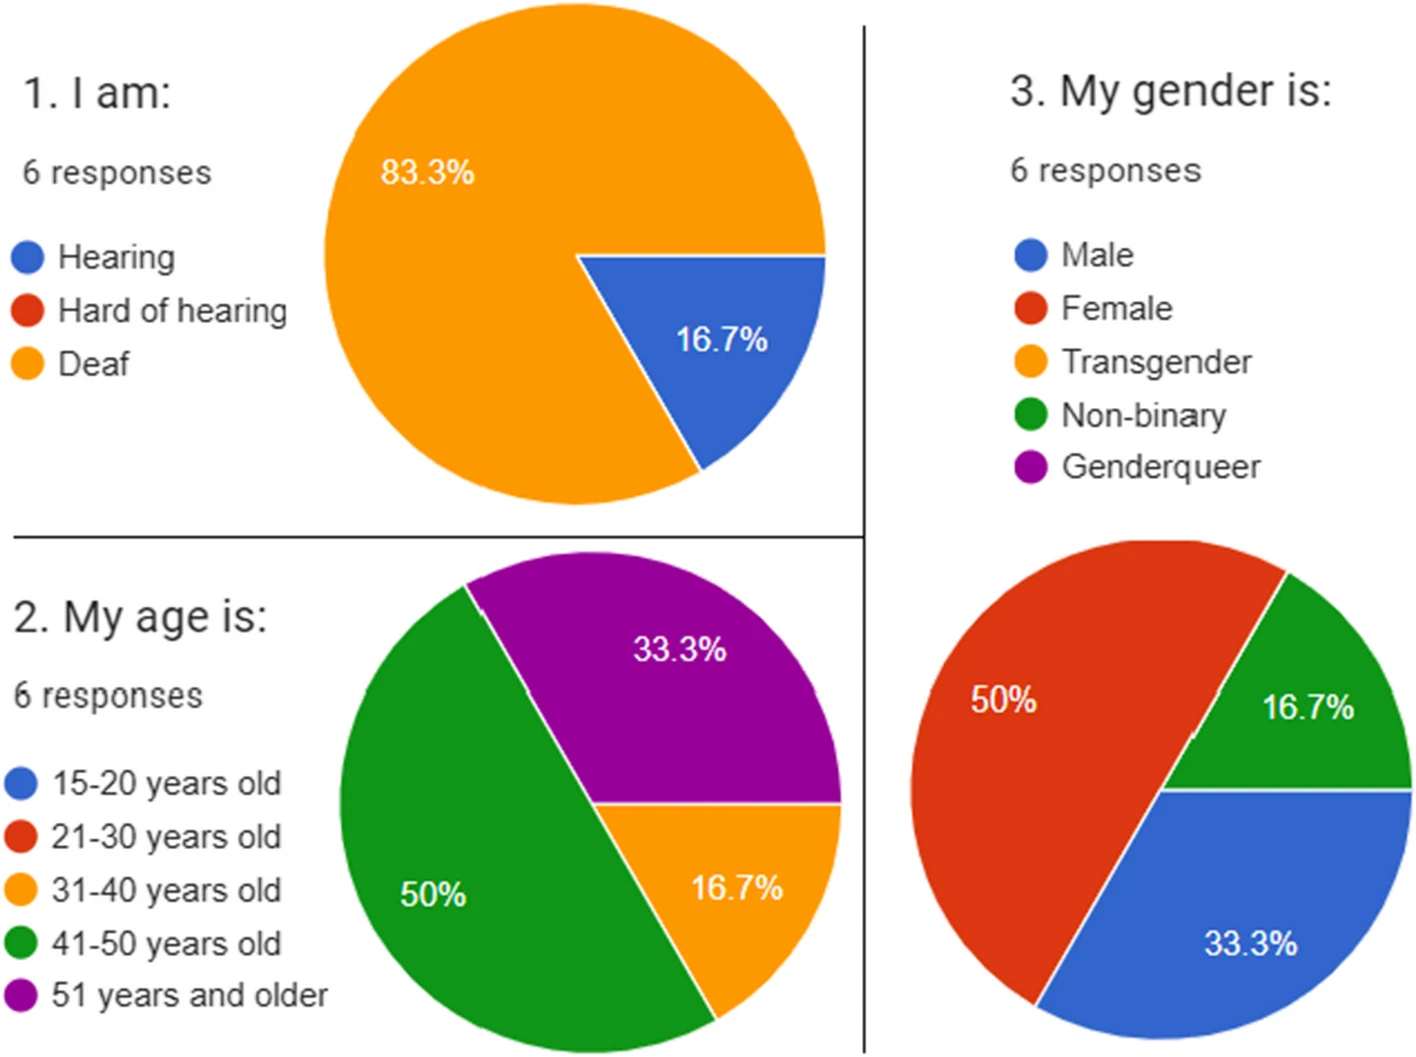 1. I am:
6 responses
Hearing
Hard of hearing
Deaf
83.3%
16.7%
2. My age is:
6 responses
15-20 years old
21-30 years old
31-40 years old
41-50 years old
51 years and older
33.3%
50%
16.7%
3. My gender is:
6 responses
Male
Female
Transgender
Non-binary
Genderqueer
50%
16.7%
33.3%